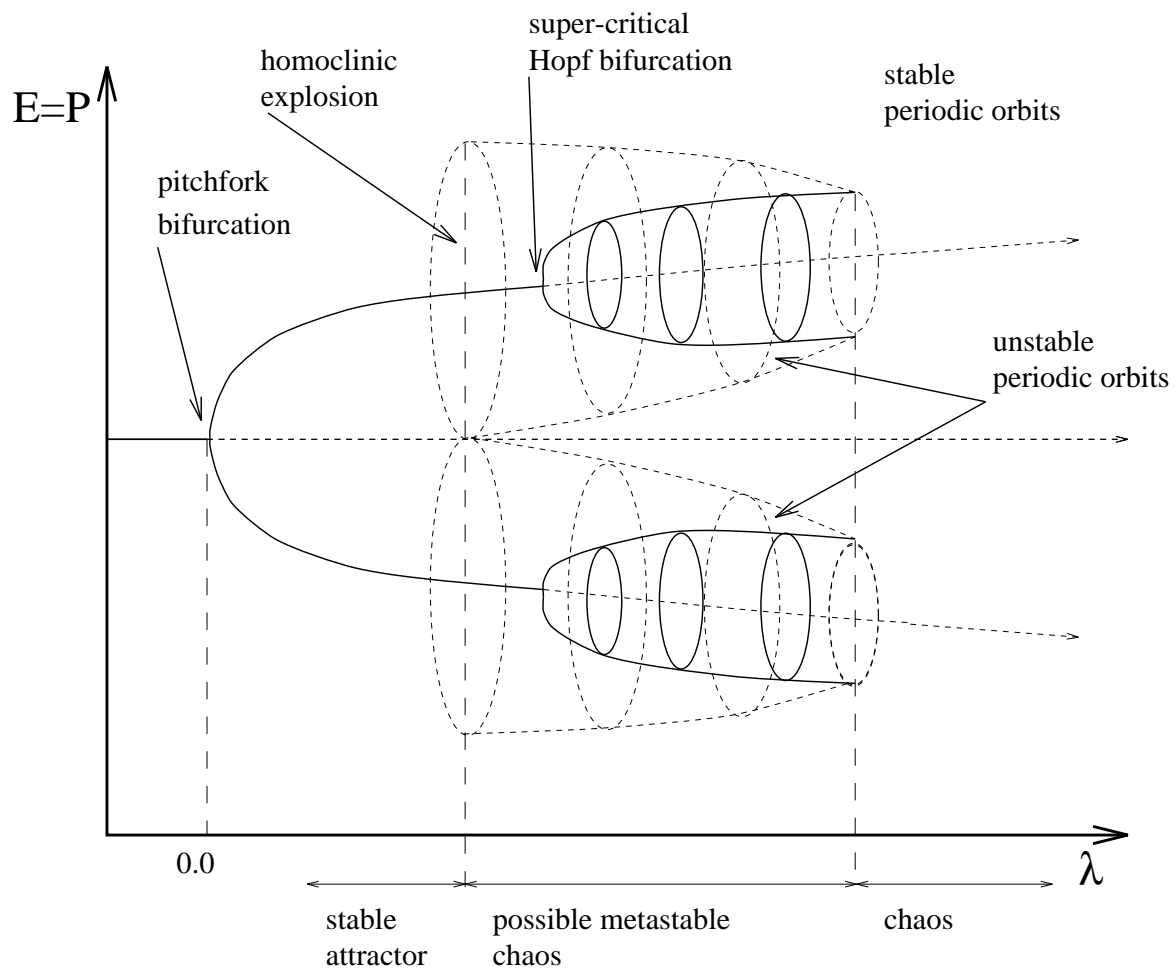 super-critical
Hopf bifurcation
homoclinic
explosion
stable
periodic orbits
E=P
pitchfork
bifurcation
unstable
periodic orbits
0.0
λ
stable
attractor
possible metastable
chaos
chaos